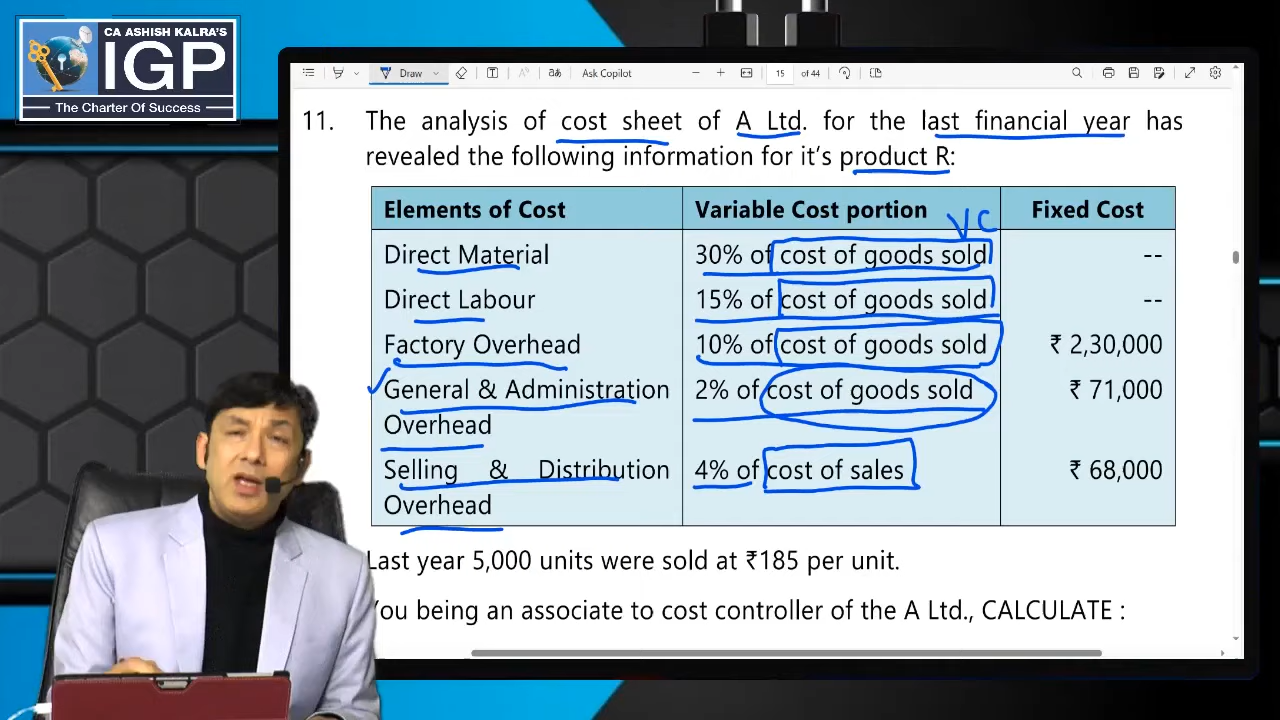 CA ASHISH KALRA'S
IGP
The Charter Of Success
Draw
Ask Copilot
15 of 44
11. The analysis of cost sheet of A Ltd. for the last financial year has
revealed the following information for it's product R:
Elements of Cost Variable Cost portion Fixed Cost
VC
Direct Material 30% of cost of goods sold --
Direct Labour 15% of cost of goods sold --
Factory Overhead 10% of cost of goods sold ₹ 2,30,000
General & Administration 2% of cost of goods sold ₹ 71,000
Overhead
Selling & Distribution 4% of cost of sales ₹ 68,000
Overhead
Last year 5,000 units were sold at ₹185 per unit.
You being an associate to cost controller of the A Ltd., CALCULATE :